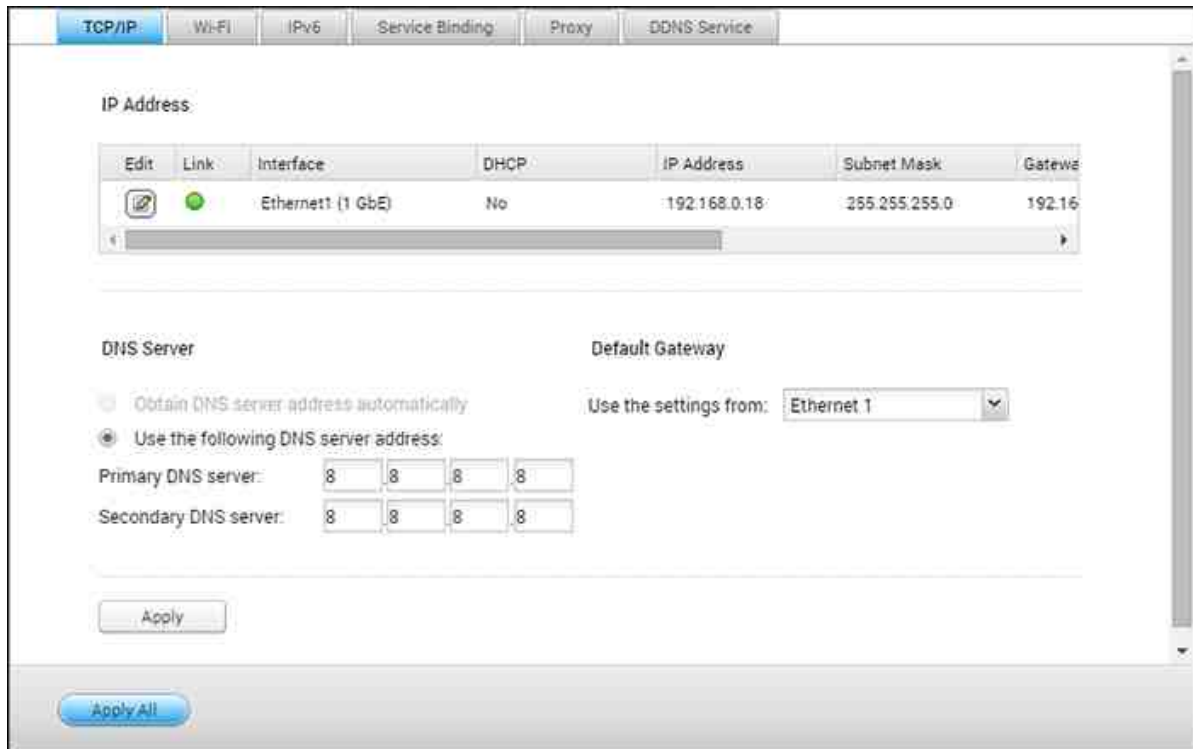 TCP/IP Wi-Fi IPv6 Service Binding Proxy DDNS Service
IP Address
Edit Link Interface DHCP IP Address Subnet Mask Gatewa
Ethernet1 (1 GbE) No 192.168.0.18 255.255.255.0 192.16
DNS Server Default Gateway
Obtain DNS server address automatically Use the settings from: Ethernet 1
Use the following DNS server address:
Primary DNS server: 8 .8 .8 .8
Secondary DNS server: 8 .8 .8 .8
Apply
Apply All